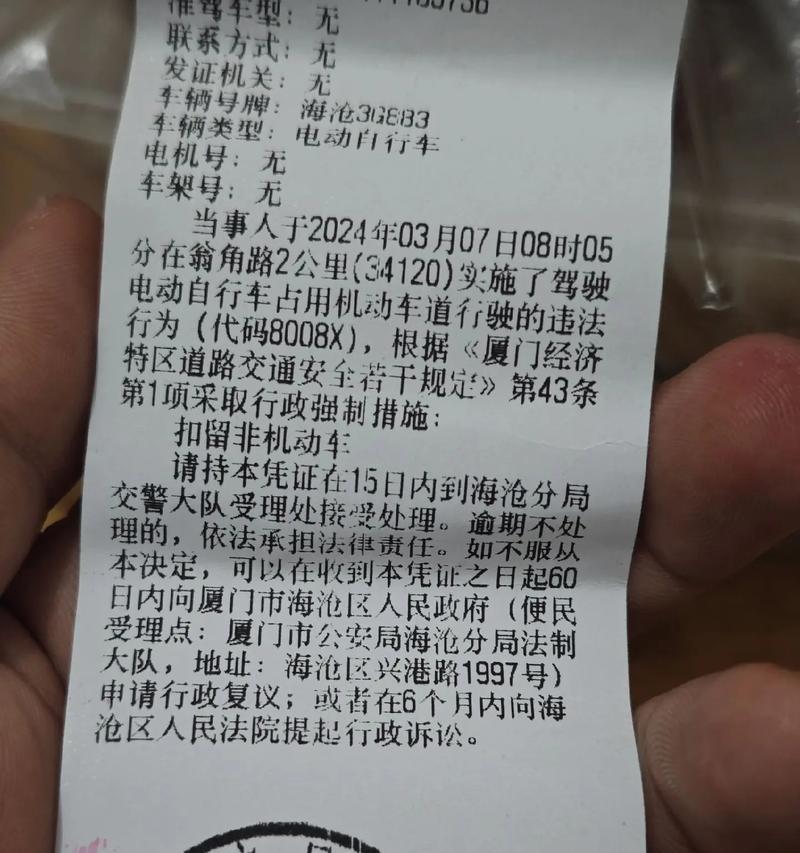 准驾车型：无
联系方式：无
发证机关：无
车辆号牌：海沧3G883
车辆类型：电动自行车
电机号：无
车架号：无
当事人于2024年03月07日08时05
分在翁角路2公里(34120)实施了驾驶
电动自行车占用机动车道行驶的违法
行为（代码8008X），根据《厦门经济
特区道路交通安全若干规定》第43条
第1项采取行政强制措施：
扣留非机动车
请持本凭证在15日内到海沧分局
交警大队受理处接受处理。逾期不处
理的，依法承担法律责任。如不服从
本决定，可以在收到本凭证之日起60
日内向厦门市海沧区人民政府（便民
受理点：厦门市公安局海沧分局法制
大队，地址：海沧区兴港路1997号）
申请行政复议；或者在6个月内向海
沧区人民法院提起行政诉讼。